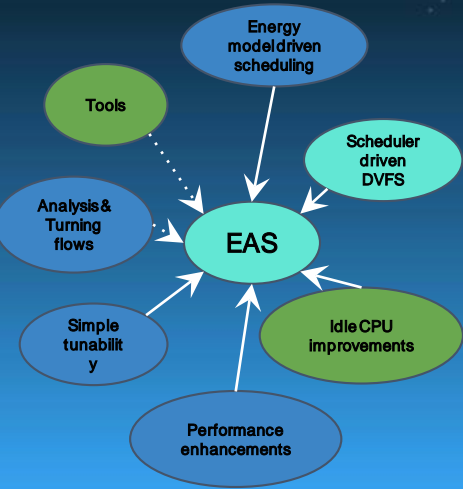 Energy
model driven
scheduling
Tools
Scheduler
driven
DVFS
Analysis &
Turning
flows
EAS
Simple
tunabilit
y
Idle CPU
improvements
Performance
enhancements